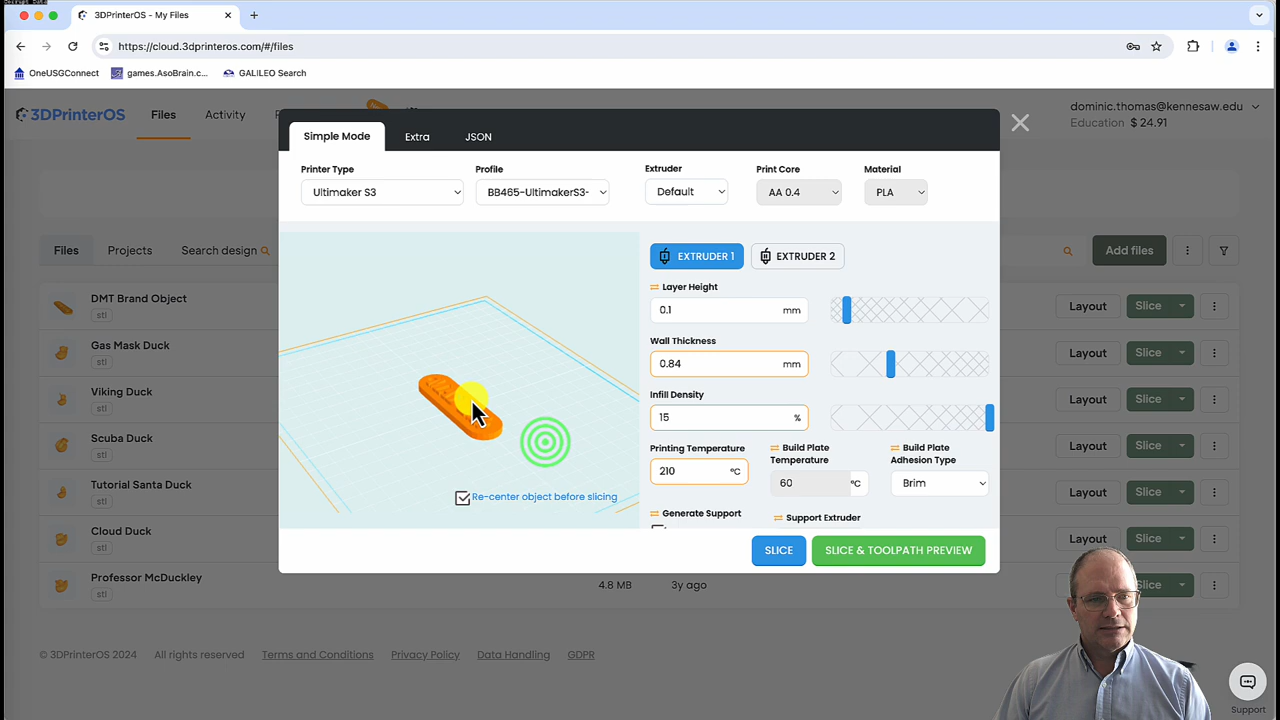 3DPrinterOS - My Files
https://cloud.3dprinteros.com/#/files
OneUSGConnect games.AsoBrain.c... GALILEO Search
3DPrinterOS Files Activity
dominic.thomas@kennesaw.edu
Education $ 24.91
Simple Mode Extra JSON
Printer Type Profile Extruder Print Core Material
Ultimaker S3 BB465-UltimakerS3- Default AA 0.4 PLA
Files Projects Search design Add files
EXTRUDER 1 EXTRUDER 2
Layer Height
0.1 mm
Wall Thickness
0.84 mm
Infill Density
15 %
Printing Temperature
210 °C
Build Plate
Temperature
60 °C
Build Plate
Adhesion Type
Brim
Generate Support Support Extruder
Re-center object before slicing
SLICE SLICE & TOOLPATH PREVIEW
DMT Brand Object
stl
Layout Slice
Gas Mask Duck
stl
Layout Slice
Viking Duck
stl
Layout Slice
Scuba Duck
stl
Layout Slice
Tutorial Santa Duck
stl
Layout Slice
Cloud Duck
stl
Layout Slice
Professor McDuckley
stl
4.8 MB 3y ago
Slice
© 3DPrinterOS 2024 All rights reserved Terms and Conditions Privacy Policy Data Handling GDPR
Support